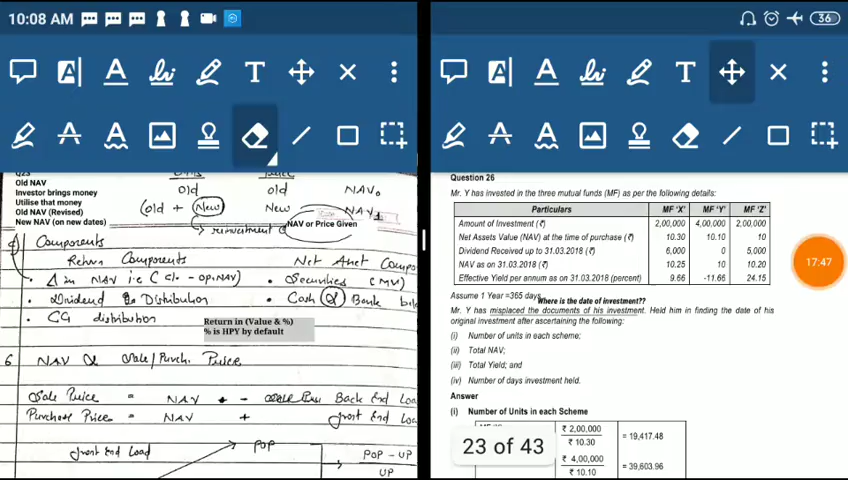 10:08 AM
36
Old NAV
Investor brings money
Utilise that money
Old NAV (Revised)
New NAV (on new dates)
old old NAV₀
(old + New) New NAV₁
NAV or Price Given
→ reinvestment
Components
Return Components Net Asset Compo
Δ in NAV i.e (Cl. - op. NAV) • Securities (MV)
• Dividend Distribution • Cash & Bank bala
• CG distribution
Return in (Value & %)
% is HPY by default
6 NAV & Sale/Purch. Price
Sale Price = NAV - Back End Loa
Purchase Price = NAV + front End Loa
front End Load POP POP - UP
UP
Question 26
Mr. Y has invested in the three mutual funds (MF) as per the following details:
Particulars MF 'X' MF 'Y' MF 'Z'
Amount of Investment (₹) 2,00,000 4,00,000 2,00,000
Net Assets Value (NAV) at the time of purchase (₹) 10.30 10.10 10
Dividend Received up to 31.03.2018 (₹) 6,000 0 5,000
NAV as on 31.03.2018 (₹) 10.25 10 10.20
Effective Yield per annum as on 31.03.2018 (percent) 9.66 -11.66 24.15
Assume 1 Year =365 days
Where is the date of investment??
Mr. Y has misplaced the documents of his investment. Held him in finding the date of his
original investment after ascertaining the following:
(i) Number of units in each scheme;
(ii) Total NAV;
(iii) Total Yield; and
(iv) Number of days investment held.
Answer
(i) Number of Units in each Scheme
₹ 2,00,000
₹ 10.30
= 19,417.48
₹ 4,00,000
₹ 10.10
= 39,603.96
23 of 43
17:47